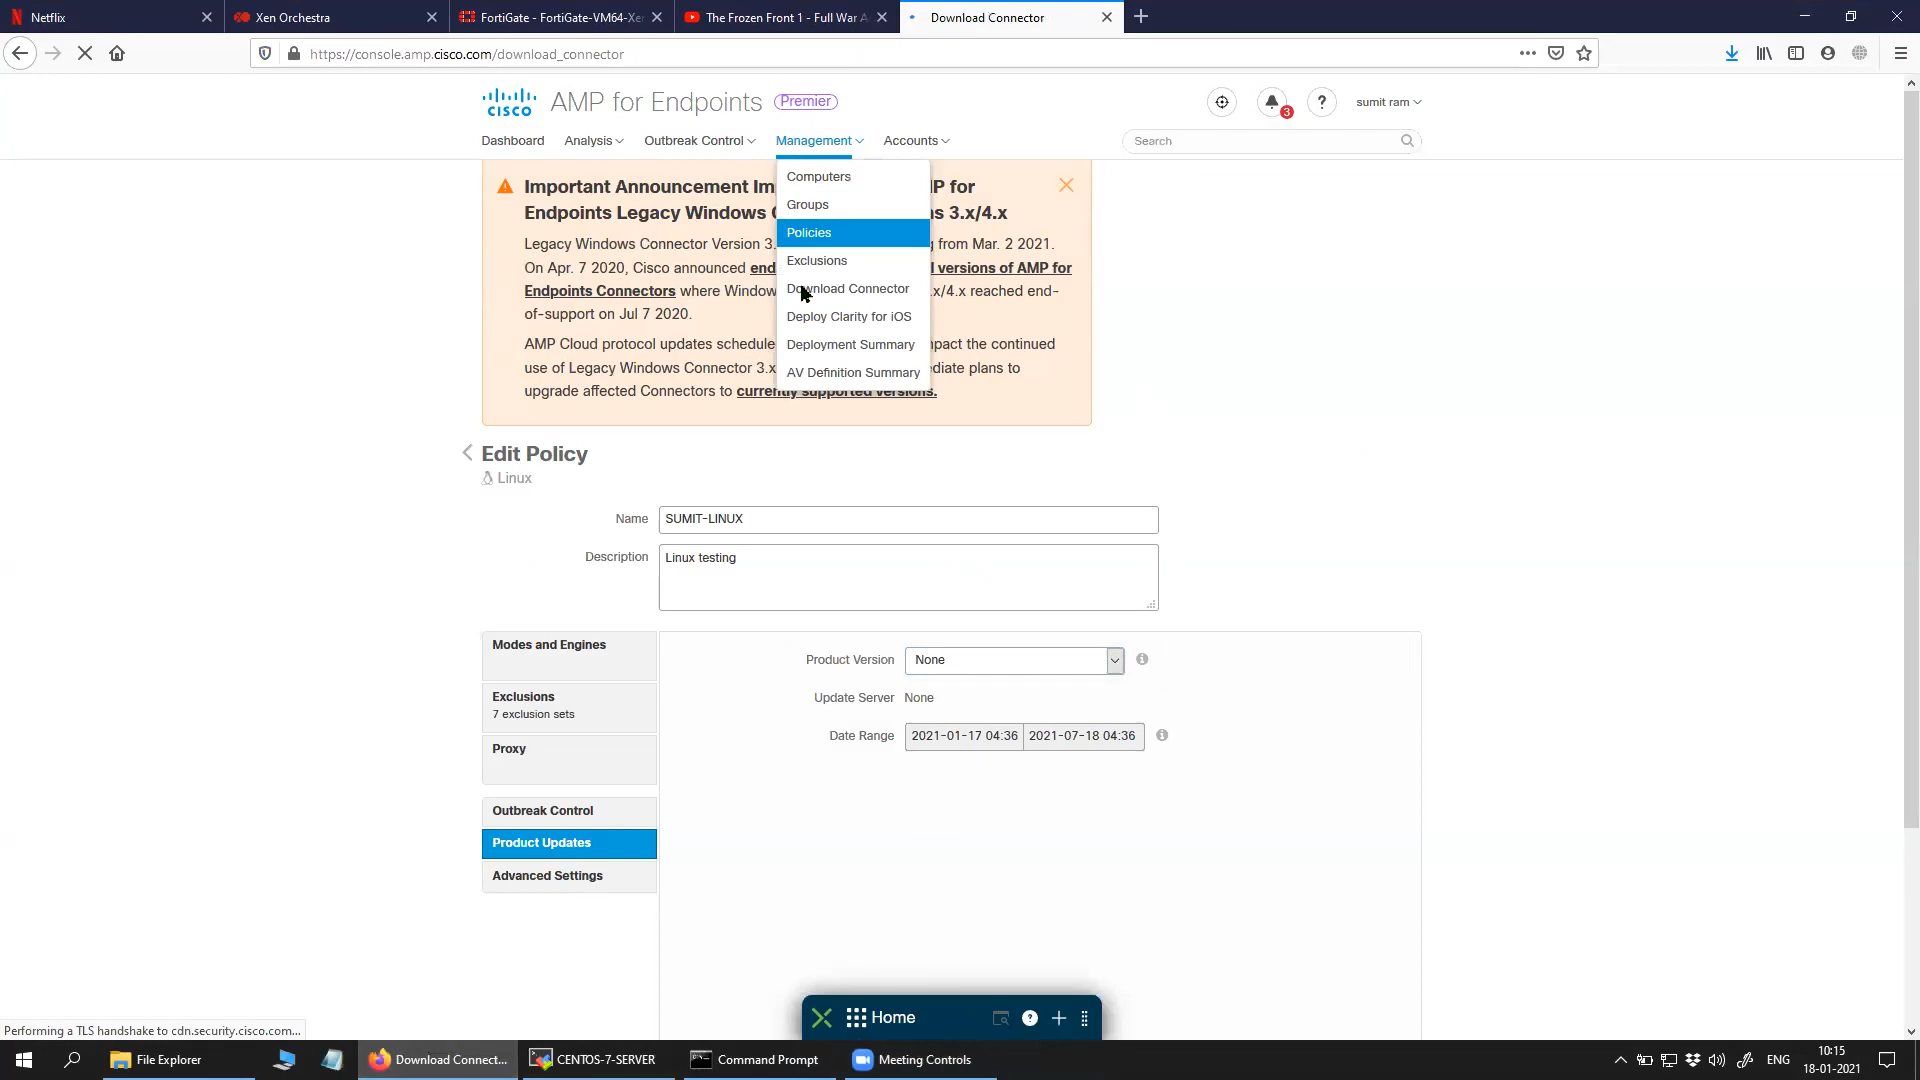 Netflix
Xen Orchestra
FortiGate - FortiGate-VM64-Xe
The Frozen Front 1 - Full War A
Download Connector
https://console.amp.cisco.com/download_connector
CISCO
AMP for Endpoints
Premier
3
?
sumit ram
Dashboard
Analysis
Outbreak Control
Management
Accounts
Search
Computers
Groups
Policies
Exclusions
Download Connector
Deploy Clarity for iOS
Deployment Summary
AV Definition Summary
Important Announcement Im P for
Endpoints Legacy Windows s 3.x/4.x
Legacy Windows Connector Version 3. from Mar. 2 2021.
On Apr. 7 2020, Cisco announced end l versions of AMP for
Endpoints Connectors where Window .x/4.x reached end-
of-support on Jul 7 2020.
AMP Cloud protocol updates schedule pact the continued
use of Legacy Windows Connector 3.x ediate plans to
upgrade affected Connectors to currently supported versions.
Edit Policy
Linux
Name
SUMIT-LINUX
Description
Linux testing
Modes and Engines
Exclusions
7 exclusion sets
Proxy
Outbreak Control
Product Updates
Advanced Settings
Product Version
None
Update Server
None
Date Range
2021-01-17 04:36
2021-07-18 04:36
Home
?
Performing a TLS handshake to cdn.security.cisco.com...
File Explorer
Download Connect...
CENTOS-7-SERVER
Command Prompt
Meeting Controls
ENG
10:15
18-01-2021